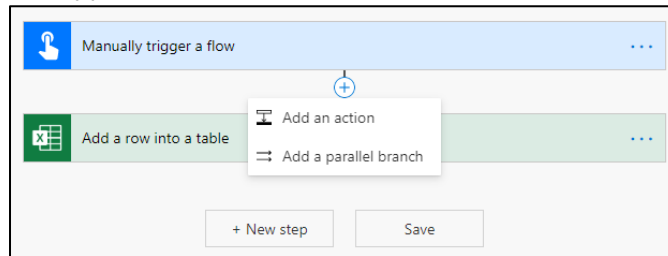 Manually trigger a flow
Add an action
Add a row into a table
Add a parallel branch
+ New step
Save